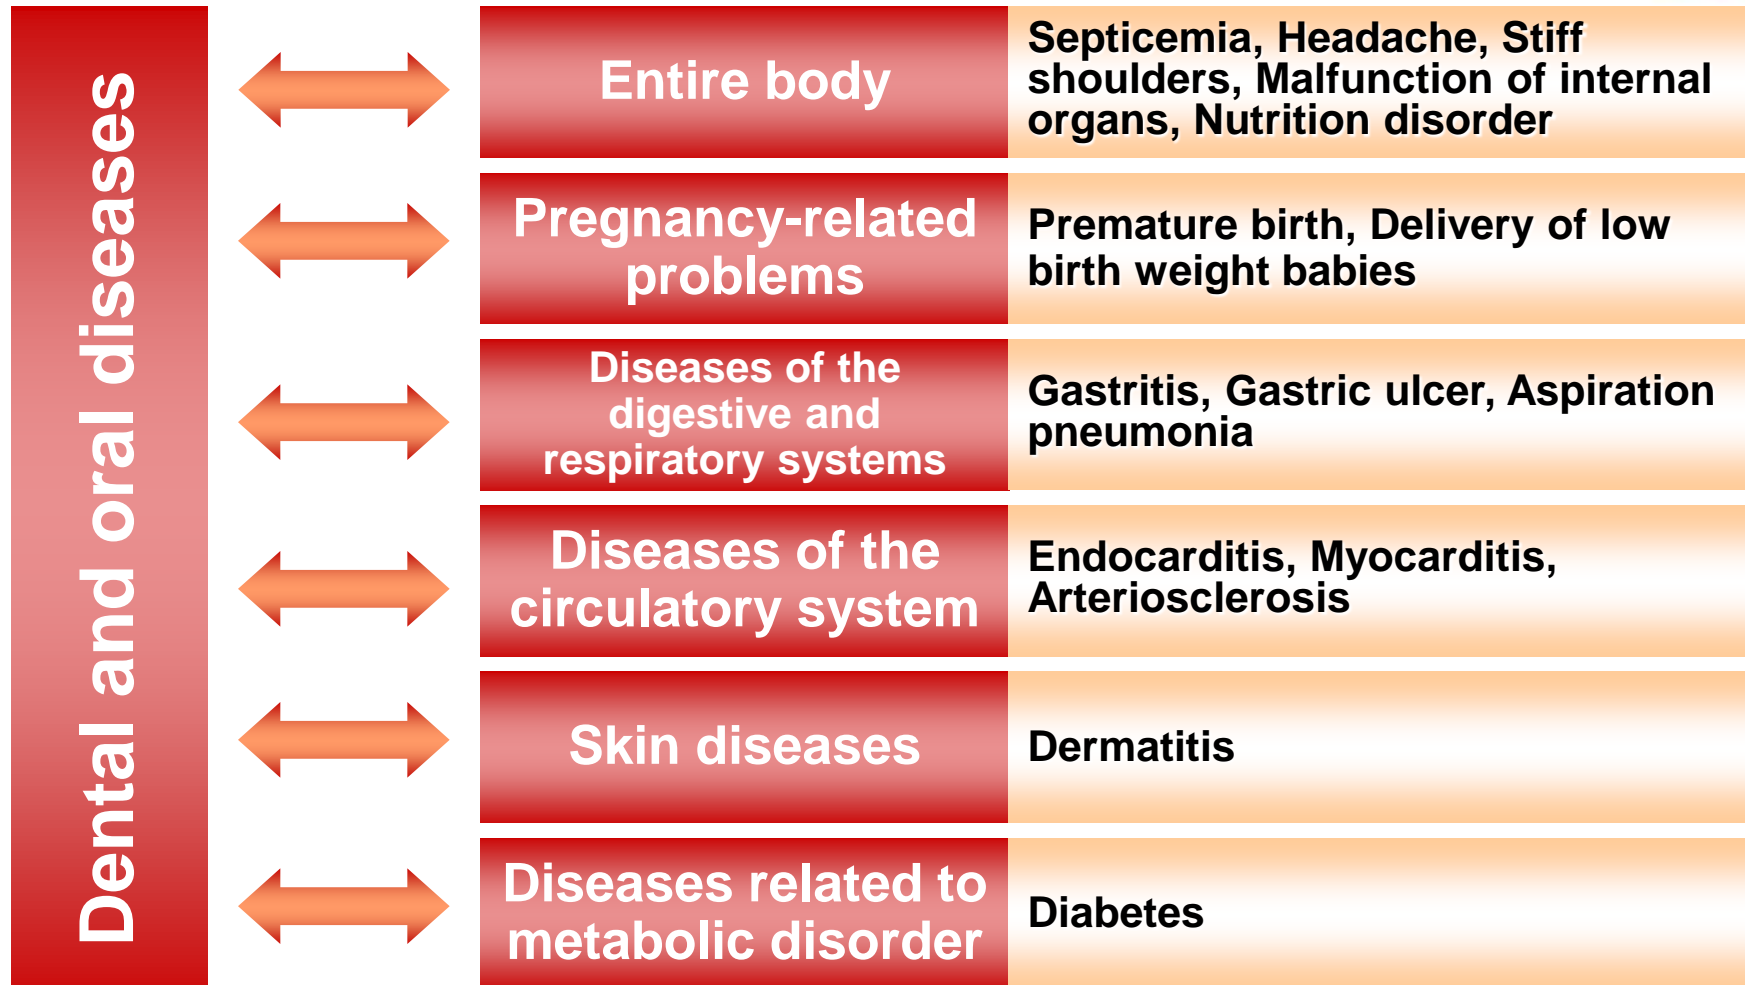 Dental and oral diseases
Entire body
Septicemia, Headache, Stiff
shoulders, Malfunction of internal
organs, Nutrition disorder
Pregnancy-related
problems
Premature birth, Delivery of low
birth weight babies
Diseases of the
digestive and
respiratory systems
Gastritis, Gastric ulcer, Aspiration
pneumonia
Diseases of the
circulatory system
Endocarditis, Myocarditis,
Arteriosclerosis
Skin diseases
Dermatitis
Diseases related to
metabolic disorder
Diabetes